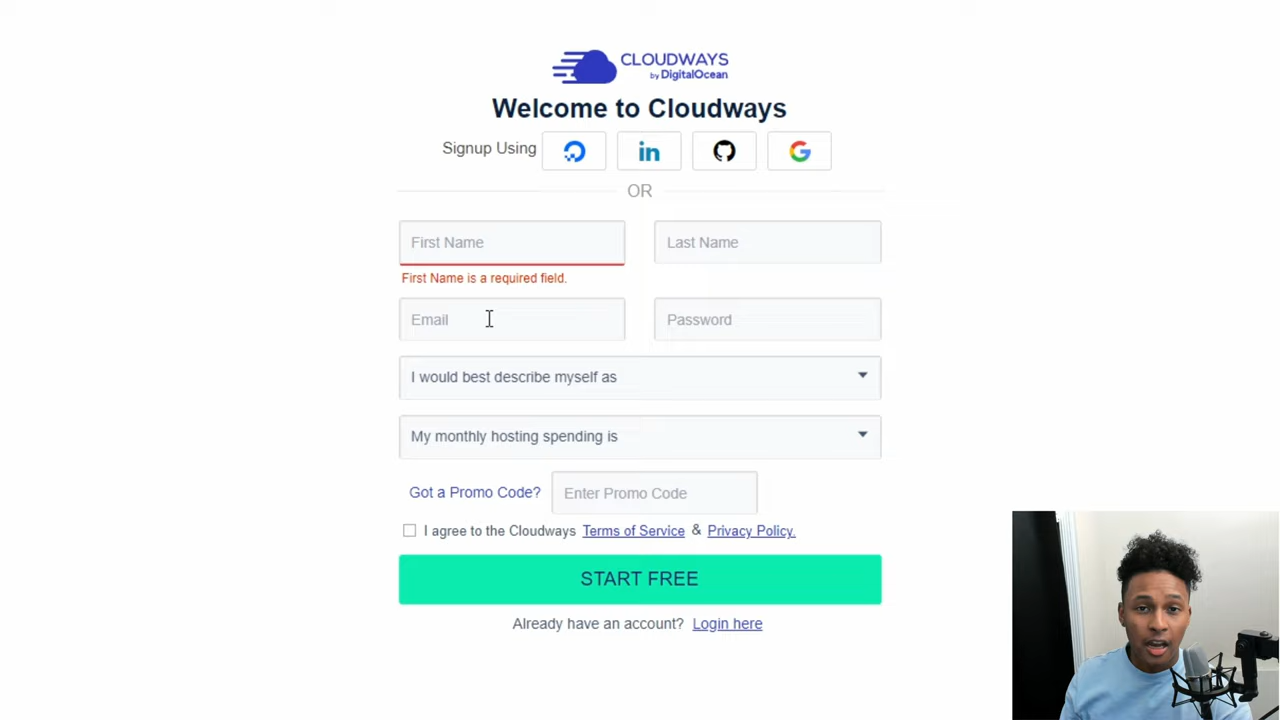 CLOUDWAYS
by DigitalOcean
Welcome to Cloudways
Signup Using
OR
First Name
Last Name
First Name is a required field.
Email
Password
I would best describe myself as
My monthly hosting spending is
Got a Promo Code?
Enter Promo Code
I agree to the Cloudways Terms of Service & Privacy Policy.
START FREE
Already have an account? Login here